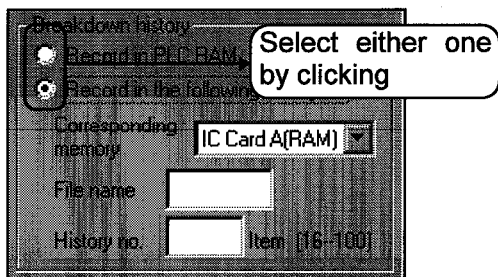 Breakdown history
Record in PLC RAM
Select either one
by clicking
Record in the following
Corresponding
memory
IC Card A(RAM)
File name
History no.
Item [16--100]